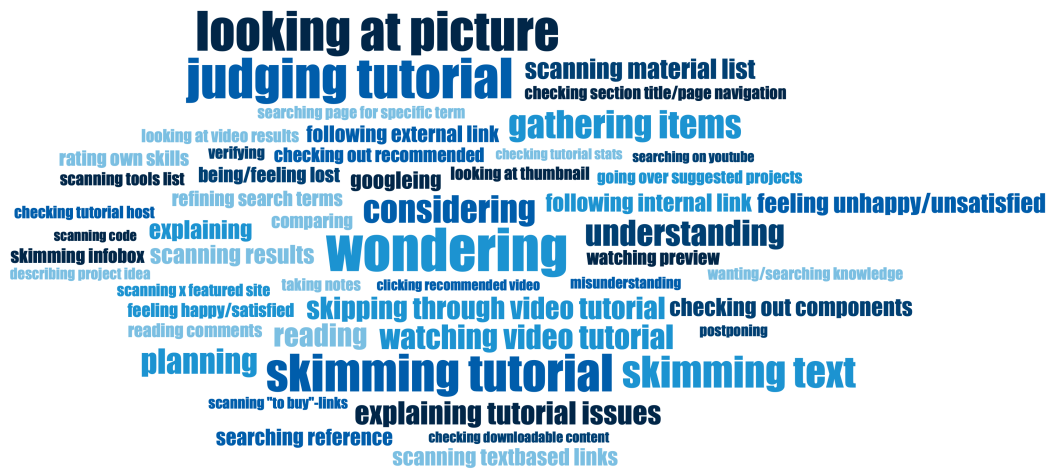 looking at picture
judging tutorial
scanning material list
checking section title/page navigation
searching page for specific term
gathering items
looking at video results
following external link
rating own skills
verifying
checking out recommended
checking tutorial stats
searching on youtube
scanning tools list
being/feeling lost
googleing
looking at thumbnail
going over suggested projects
refining search terms
considering
following internal link
feeling unhappy/unsatisfied
checking tutorial host
comparing
scanning code
explaining
wondering
understanding
skimming infobox
scanning results
watching preview
describing project idea
wanting/searching knowledge
scanning x featured site
taking notes
clicking recommended video
misunderstanding
feeling happy/satisfied
skipping through video tutorial
checking out components
reading comments
reading
watching video tutorial
postponing
planning
skimming tutorial
skimming text
scanning "to buy"-links
explaining tutorial issues
searching reference
checking downloadable content
scanning textbased links